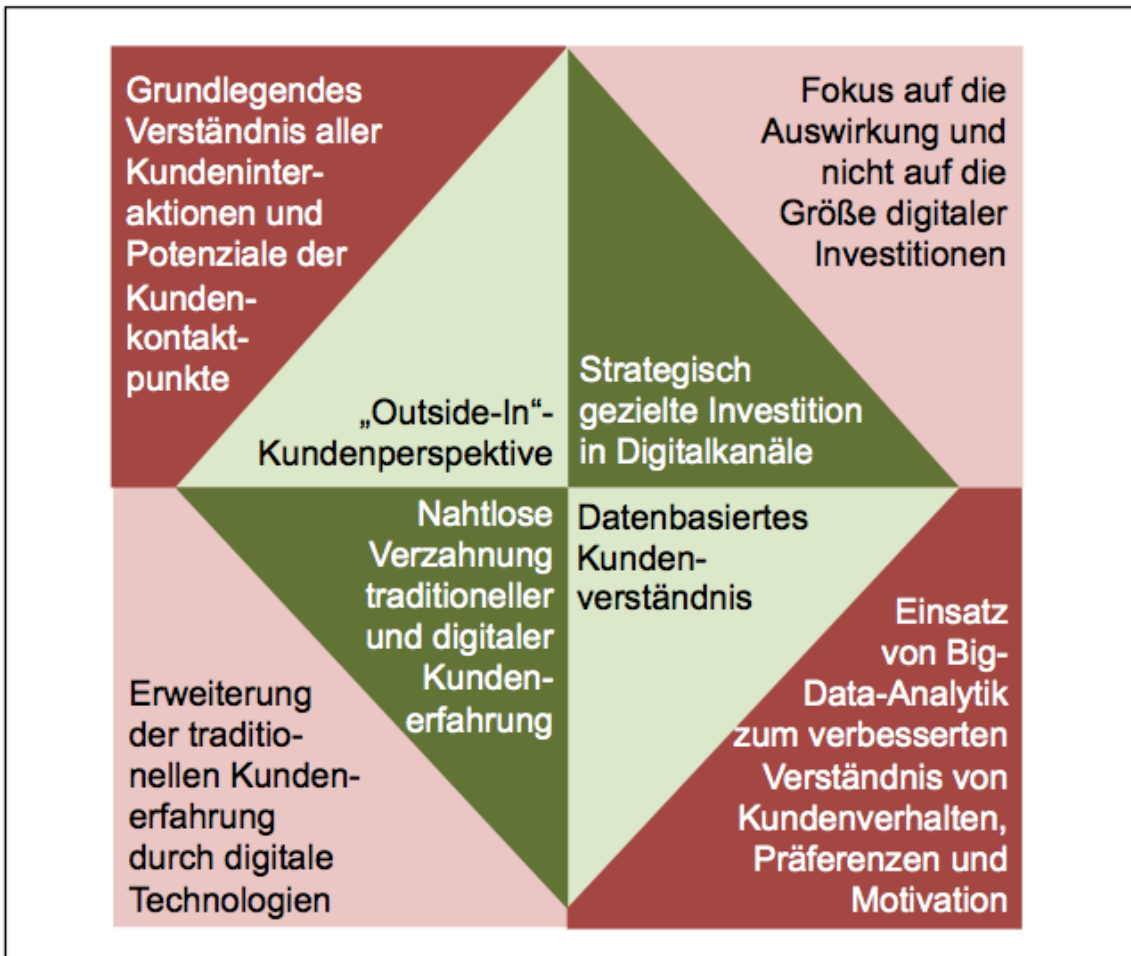 Grundlegendes
Verständnis aller
Kundeninter-
aktionen und
Potenziale der
Kunden-
kontakt-
punkte
„Outside-In“-
Kundenperspektive
Fokus auf die
Auswirkung und
nicht auf die
Größe digitaler
Investitionen
Strategisch
gezielte Investition
in Digitalkanäle
Nahtlose
Verzahnung
traditioneller
und digitaler
Kunden-
erfahrung
Erweiterung
der traditio-
nellen Kunden-
erfahrung
durch digitale
Technologien
Datenbasiertes
Kunden-
verständnis
Einsatz
von Big-
Data-Analytik
zum verbesserten
Verständnis von
Kundenverhalten,
Präferenzen und
Motivation